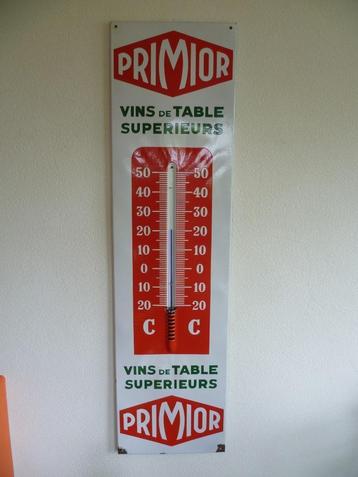 PRIMIOR
VINS DE TABLE
SUPERIEURS
50 50
40 40
30 30
20 20
10 10
0 0
10 10
20 20
C C
VINS DE TABLE
SUPERIEURS
PRIMIOR